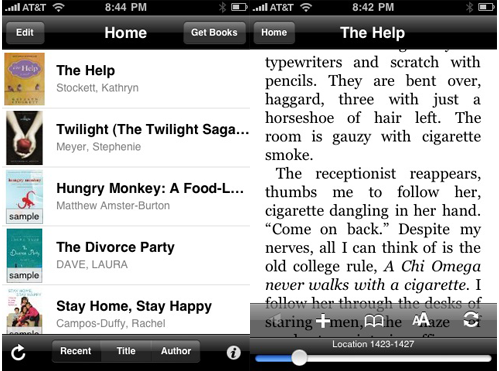 AT&T 8:44 PM
Edit Home Get Books
The Help
Stockett, Kathryn
Twilight (The Twilight Saga...
Meyer, Stephenie
Hungry Monkey: A Food-L...
Matthew Amster-Burton
sample
The Divorce Party
DAVE, LAURA
sample
Stay Home, Stay Happy
Campos-Duffy, Rachel
Recent Title Author
AT&T 8:42 PM
Home The Help
typewriters and scratch with
pencils. They are bent over,
haggard, three with just a
horseshoe of hair left. The
room is gauzy with cigarette
smoke.
The receptionist reappears,
thumbs me to follow her,
cigarette dangling in her hand.
“Come on back.” Despite my
nerves, all I can think of is the
old college rule, A Chi Omega
never walks with a cigarette. I
follow her through the desks of
staring men, the haze of
AA
Location 1423-1427